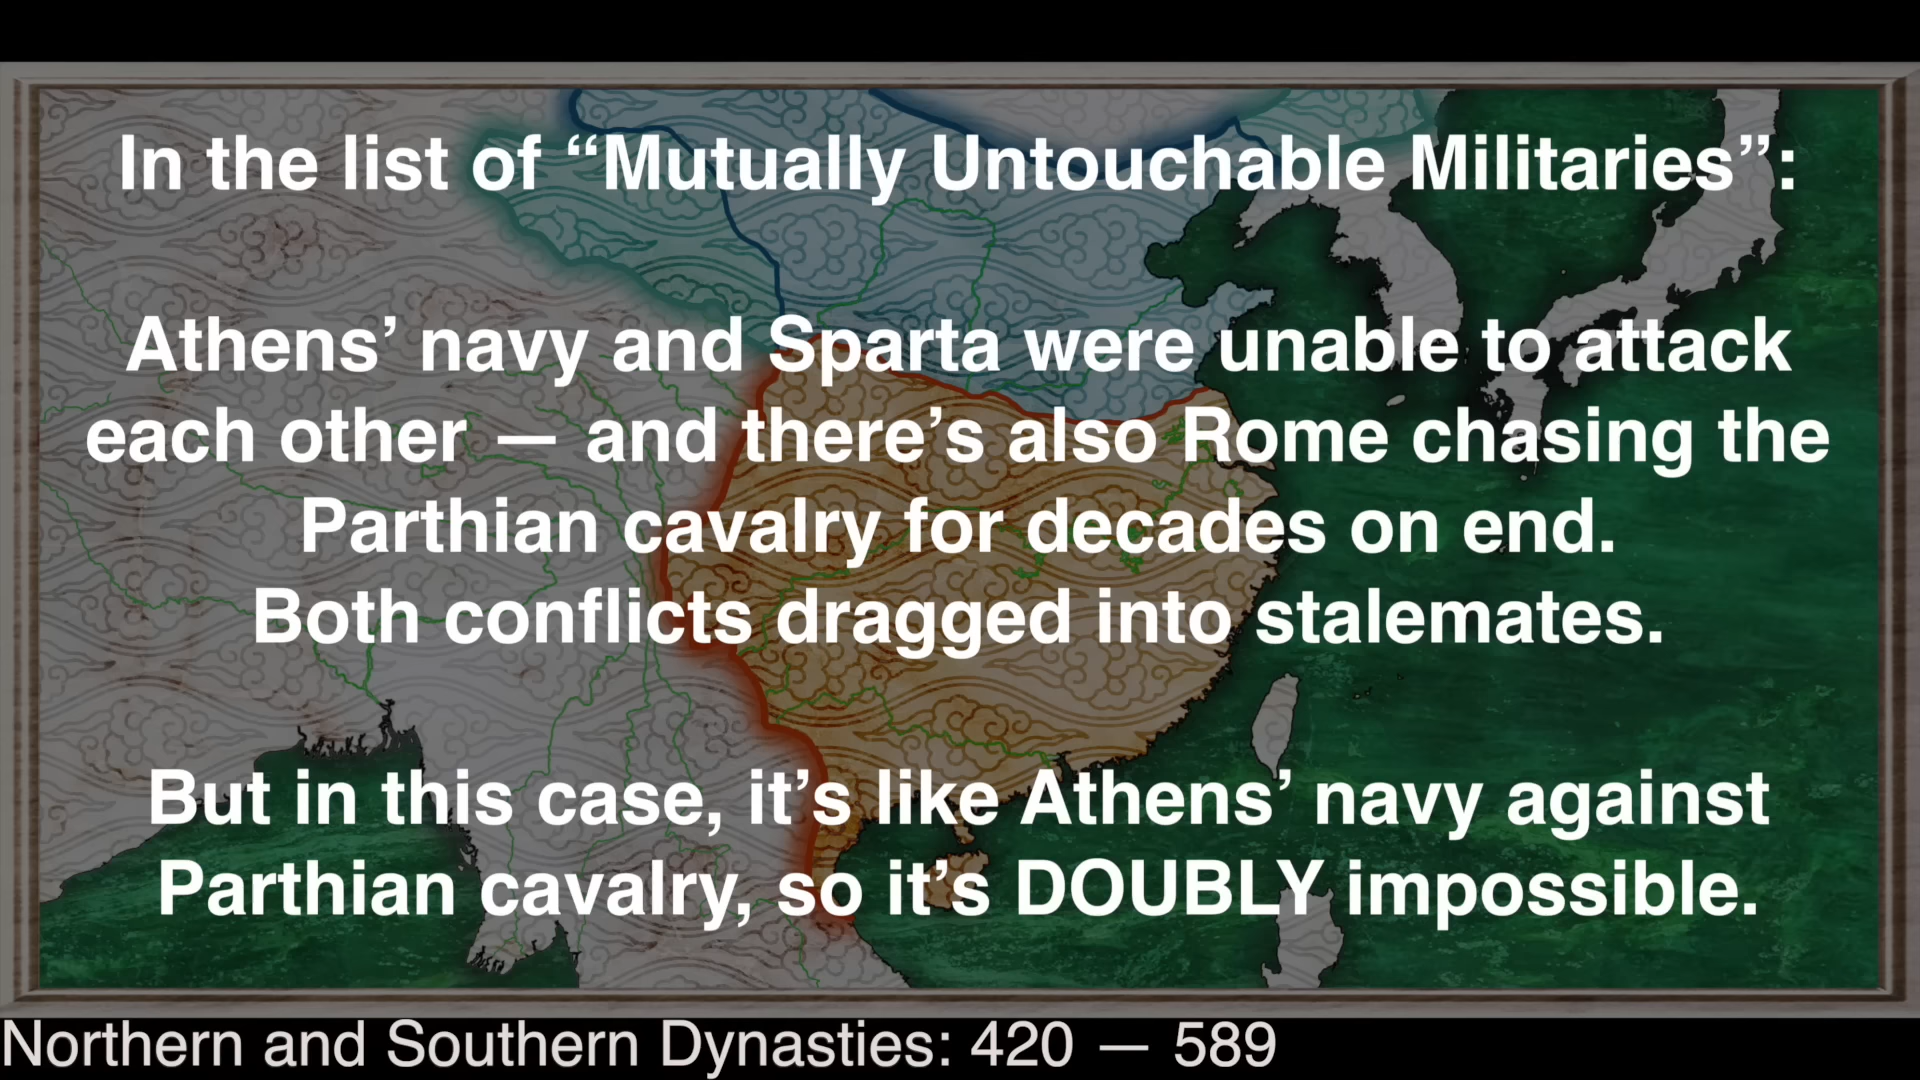 In the list of “Mutually Untouchable Militaries”:
Athens’ navy and Sparta were unable to attack
each other — and there’s also Rome chasing the
Parthian cavalry for decades on end.
Both conflicts dragged into stalemates.
But in this case, it’s like Athens’ navy against
Parthian cavalry, so it’s DOUBLY impossible.
Northern and Southern Dynasties: 420 — 589